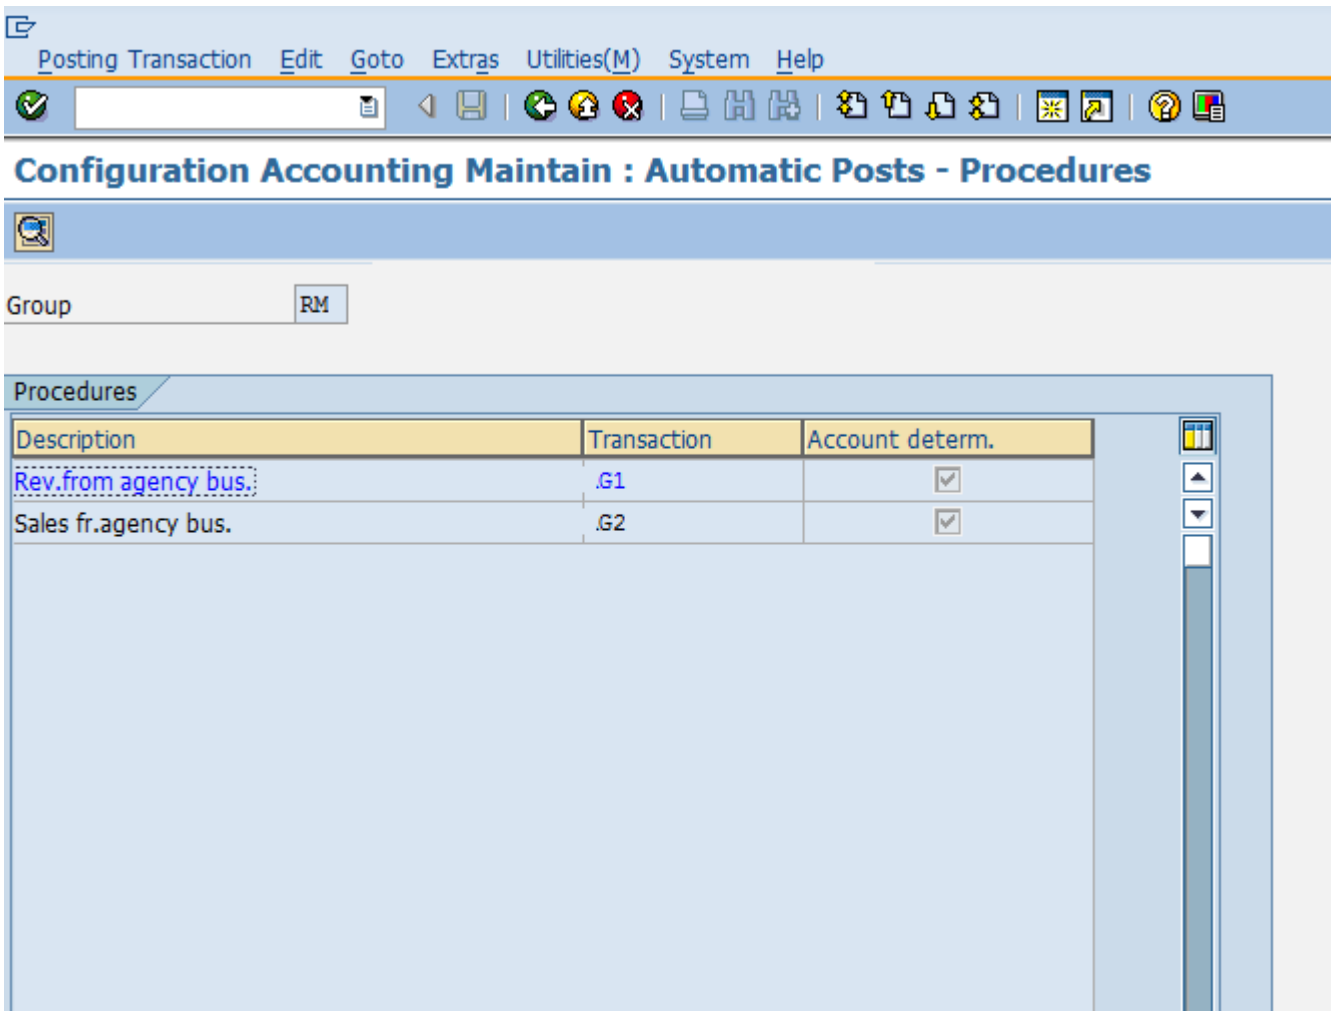 Posting Transaction Edit Goto Extras Utilities(M) System Help
Configuration Accounting Maintain : Automatic Posts - Procedures
Group RM
Procedures
Description Transaction Account determ.
Rev.from agency bus. .G1
Sales fr.agency bus. .G2